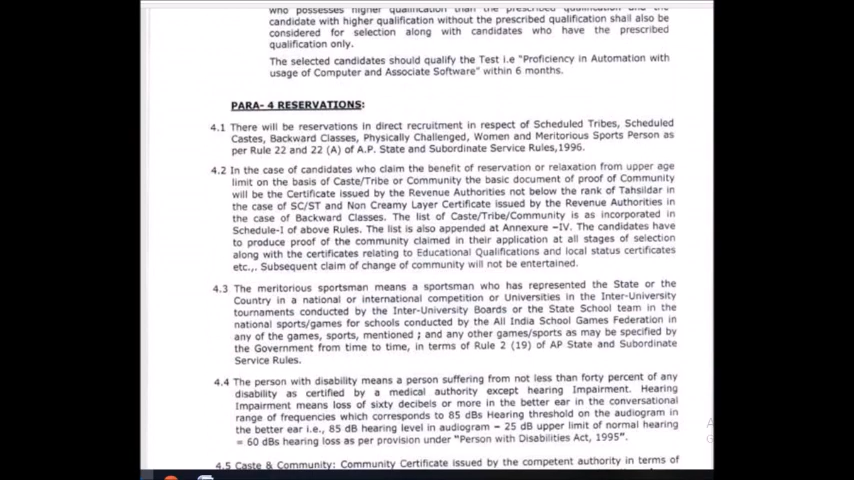 who possesses higher qualification than the prescribed qualification and the
candidate with higher qualification without the prescribed qualification shall also be
considered for selection along with candidates who have the prescribed
qualification only.
The selected candidates should qualify the Test i.e "Proficiency in Automation with
usage of Computer and Associate Software" within 6 months.
PARA- 4 RESERVATIONS:
4.1 There will be reservations in direct recruitment in respect of Scheduled Tribes, Scheduled
Castes, Backward Classes, Physically Challenged, Women and Meritorious Sports Person as
per Rule 22 and 22 (A) of A.P. State and Subordinate Service Rules,1996.
4.2 In the case of candidates who claim the benefit of reservation or relaxation from upper age
limit on the basis of Caste/Tribe or Community the basic document of proof of Community
will be the Certificate issued by the Revenue Authorities not below the rank of Tahsildar in
the case of SC/ST and Non Creamy Layer Certificate issued by the Revenue Authorities in
the case of Backward Classes. The list of Caste/Tribe/Community is as incorporated in
Schedule-I of above Rules. The list is also appended at Annexure –IV. The candidates have
to produce proof of the community claimed in their application at all stages of selection
along with the certificates relating to Educational Qualifications and local status certificates
etc.,. Subsequent claim of change of community will not be entertained.
4.3 The meritorious sportsman means a sportsman who has represented the State or the
Country in a national or international competition or Universities in the Inter-University
tournaments conducted by the Inter-University Boards or the State School team in the
national sports/games for schools conducted by the All India School Games Federation in
any of the games, sports, mentioned ; and any other games/sports as may be specified by
the Government from time to time, in terms of Rule 2 (19) of AP State and Subordinate
Service Rules.
4.4 The person with disability means a person suffering from not less than forty percent of any
disability as certified by a medical authority except hearing Impairment. Hearing
Impairment means loss of sixty decibels or more in the better ear in the conversational
range of frequencies which corresponds to 85 dBs Hearing threshold on the audiogram in
the better ear i.e., 85 dB hearing level in audiogram – 25 dB upper limit of normal hearing
= 60 dBs hearing loss as per provision under "Person with Disabilities Act, 1995".
4.5 Caste & Community: Community Certificate issued by the competent authority in terms of